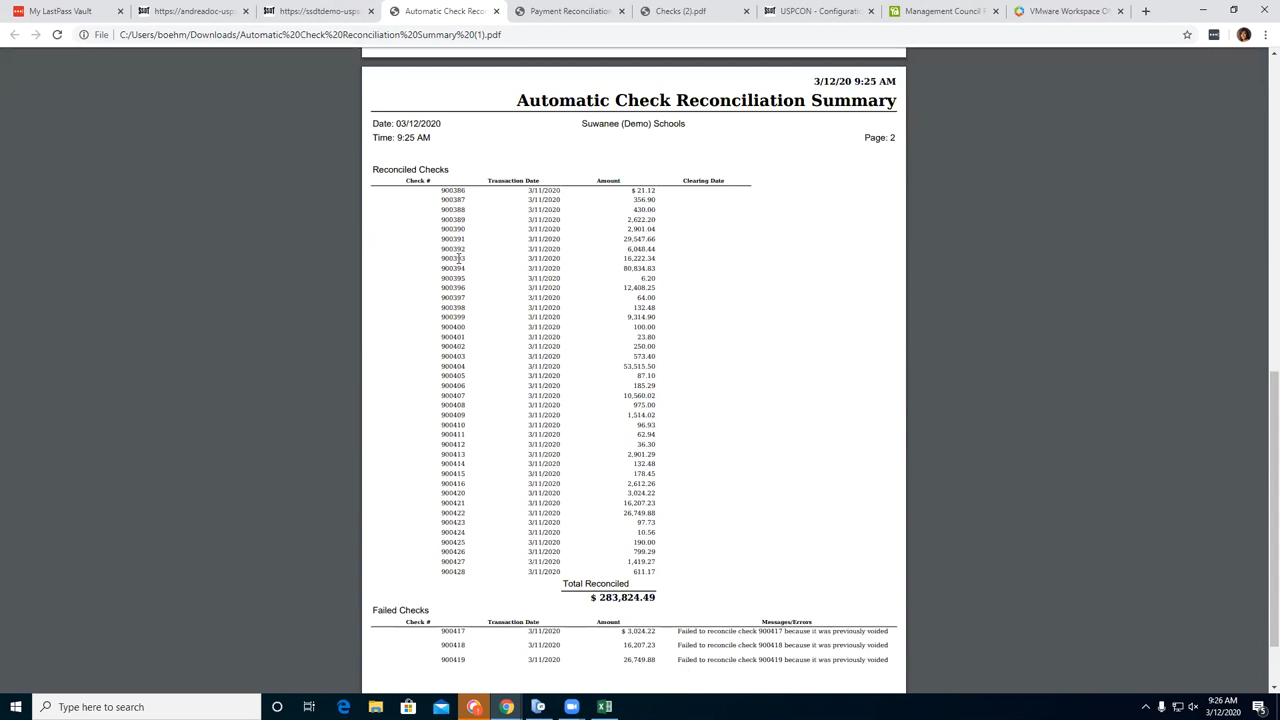 My LastPass Vault
https://andreadoc-uspcon
https://ssdtdemo-uspcon
Automatic Check Recon
Payment Reconciliation
Checks (2).pdf
USPCON - Configuration
Management Council
VMware Workspace O
File
C:/Users/boehm/Downloads/Automatic%20Check%20Reconciliation%20Summary%20(1).pdf
3/12/20 9:25 AM
Automatic Check Reconciliation Summary
Date: 03/12/2020 Suwanee (Demo) Schools
Time: 9:25 AM Page: 2
Reconciled Checks
Check # Transaction Date Amount Clearing Date
900386 3/11/2020 $ 21.12
900387 3/11/2020 356.90
900388 3/11/2020 430.00
900389 3/11/2020 2,622.20
900390 3/11/2020 2,901.04
900391 3/11/2020 29,547.66
900392 3/11/2020 6,048.44
900393 3/11/2020 16,222.34
900394 3/11/2020 80,834.83
900395 3/11/2020 6.20
900396 3/11/2020 12,408.25
900397 3/11/2020 64.00
900398 3/11/2020 132.48
900399 3/11/2020 9,314.90
900400 3/11/2020 100.00
900401 3/11/2020 23.80
900402 3/11/2020 250.00
900403 3/11/2020 573.40
900404 3/11/2020 53,515.50
900405 3/11/2020 87.10
900406 3/11/2020 185.29
900407 3/11/2020 10,560.02
900408 3/11/2020 975.00
900409 3/11/2020 1,514.02
900410 3/11/2020 96.93
900411 3/11/2020 62.94
900412 3/11/2020 36.30
900413 3/11/2020 2,901.29
900414 3/11/2020 132.48
900415 3/11/2020 178.45
900416 3/11/2020 2,612.26
900420 3/11/2020 3,024.22
900421 3/11/2020 16,207.23
900422 3/11/2020 26,749.88
900423 3/11/2020 97.73
900424 3/11/2020 10.56
900425 3/11/2020 190.00
900426 3/11/2020 799.29
900427 3/11/2020 1,419.27
900428 3/11/2020 611.17
Total Reconciled
$ 283,824.49
Failed Checks
Check # Transaction Date Amount Messages/Errors
900417 3/11/2020 $ 3,024.22 Failed to reconcile check 900417 because it was previously voided
900418 3/11/2020 16,207.23 Failed to reconcile check 900418 because it was previously voided
900419 3/11/2020 26,749.88 Failed to reconcile check 900419 because it was previously voided
Type here to search
9:26 AM
3/12/2020